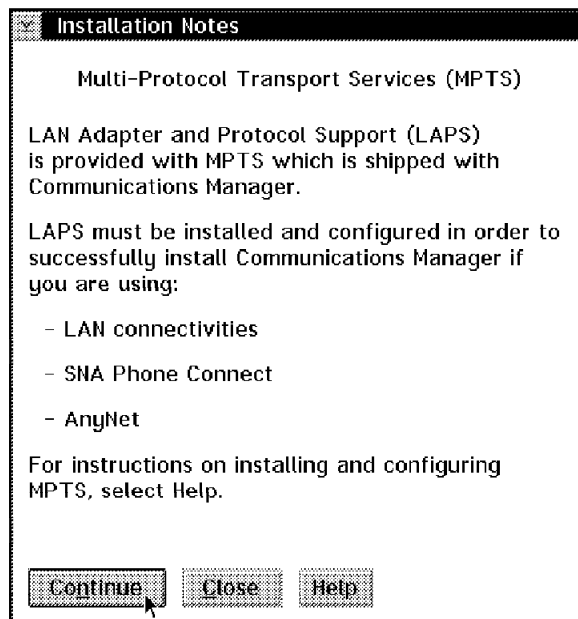 Installation Notes
Multi-Protocol Transport Services (MPTS)
LAN Adapter and Protocol Support (LAPS)
is provided with MPTS which is shipped with
Communications Manager.
LAPS must be installed and configured in order to
successfully install Communications Manager if
you are using:
- LAN connectivities
- SNA Phone Connect
- AnyNet
For instructions on installing and configuring
MPTS, select Help.
Continue Close Help